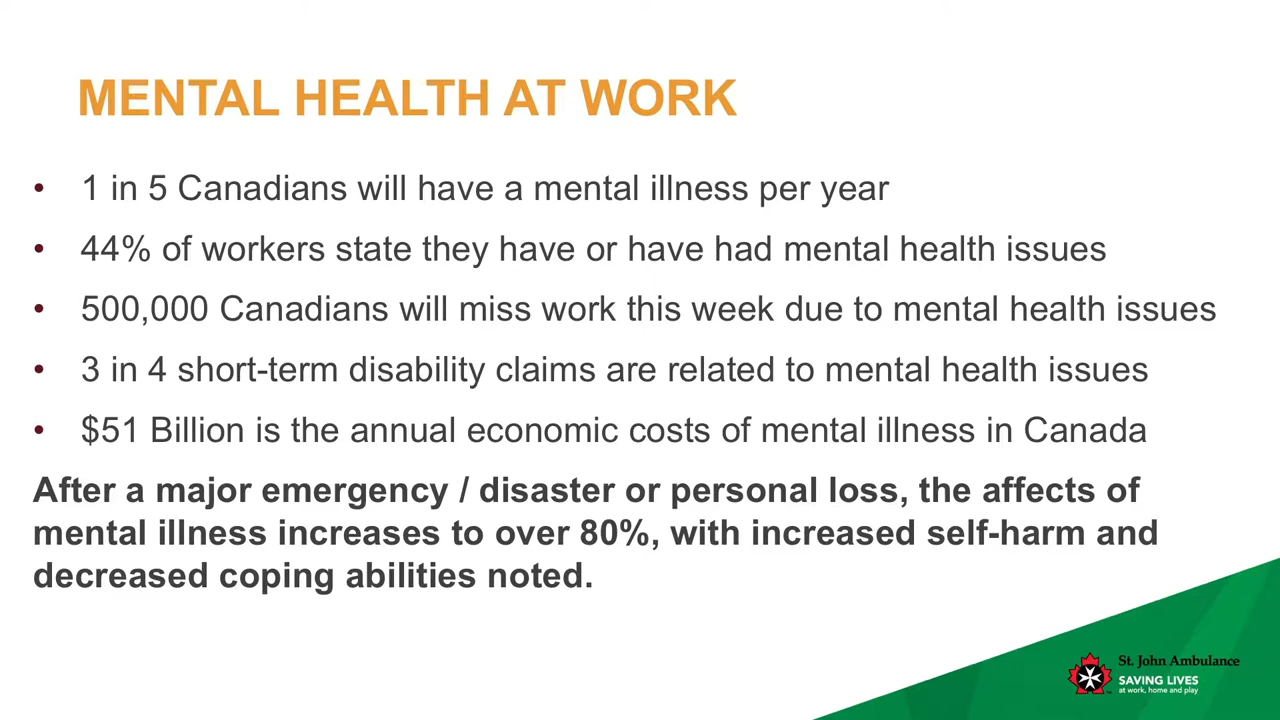 MENTAL HEALTH AT WORK
• 1 in 5 Canadians will have a mental illness per year
• 44% of workers state they have or have had mental health issues
• 500,000 Canadians will miss work this week due to mental health issues
• 3 in 4 short-term disability claims are related to mental health issues
• $51 Billion is the annual economic costs of mental illness in Canada
After a major emergency / disaster or personal loss, the affects of
mental illness increases to over 80%, with increased self-harm and
decreased coping abilities noted.
St. John Ambulance
SAVING LIVES
at work, home and play